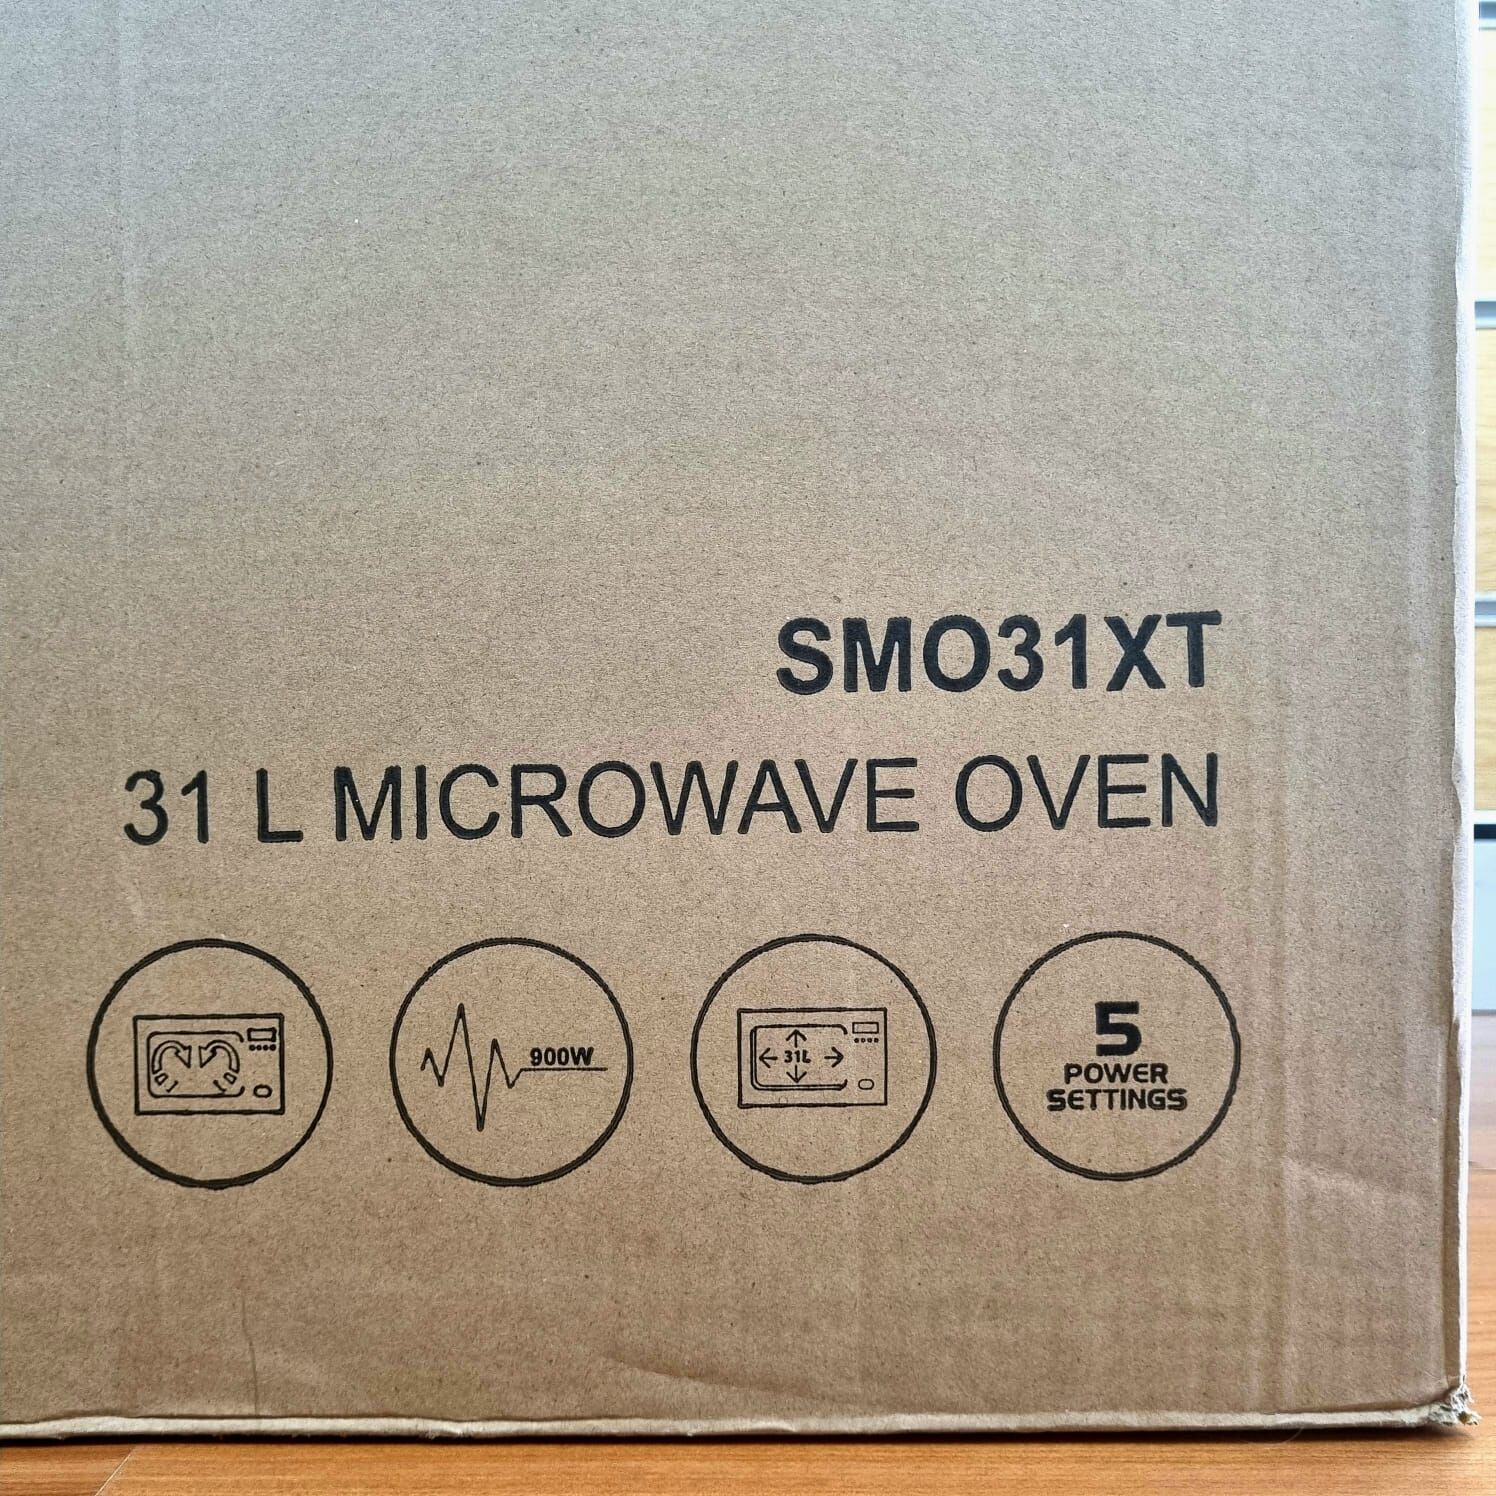 SMO31XT
31 L MICROWAVE OVEN
900W
31L
5
POWER
SETTINGS